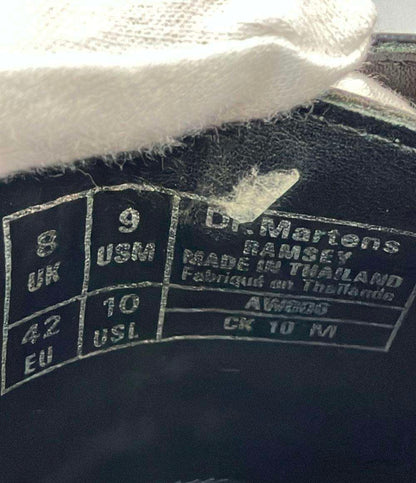 8 UK
9 USM
42 EU
10 USL
Dr. Martens
RAMSEY
MADE IN THAILAND
Fabriqué en Thaïlande
AW006
CK 10 M